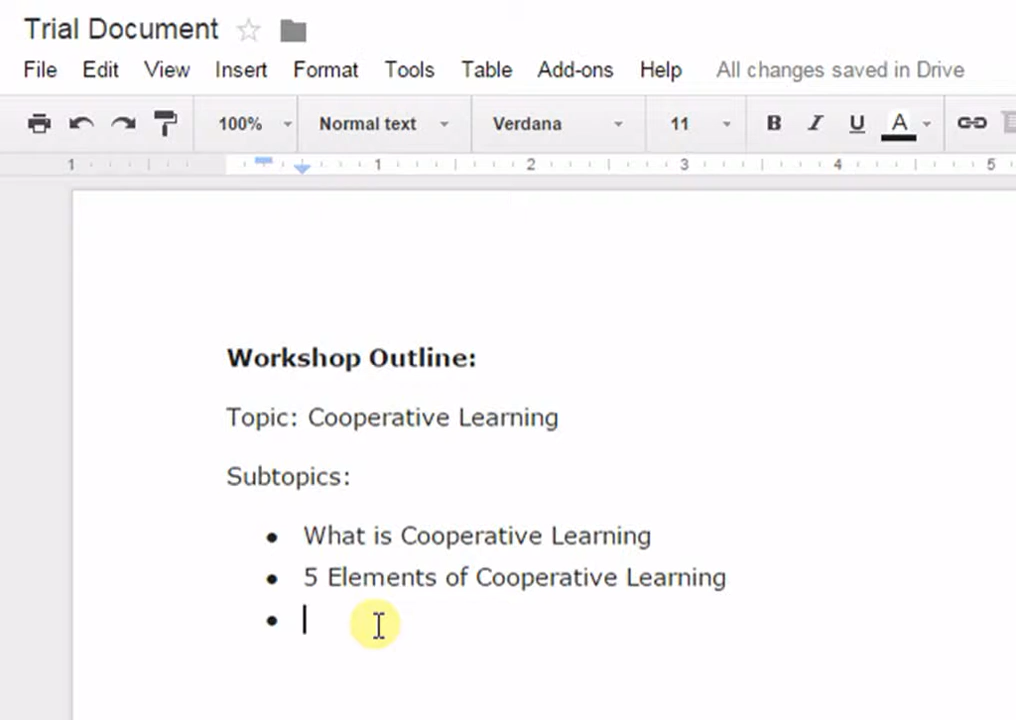 Trial Document
File Edit View Insert Format Tools Table Add-ons Help All changes saved in Drive
100% Normal text Verdana 11 B I U A
1 1 2 3 4 5
Workshop Outline:
Topic: Cooperative Learning
Subtopics:
• What is Cooperative Learning
• 5 Elements of Cooperative Learning
•